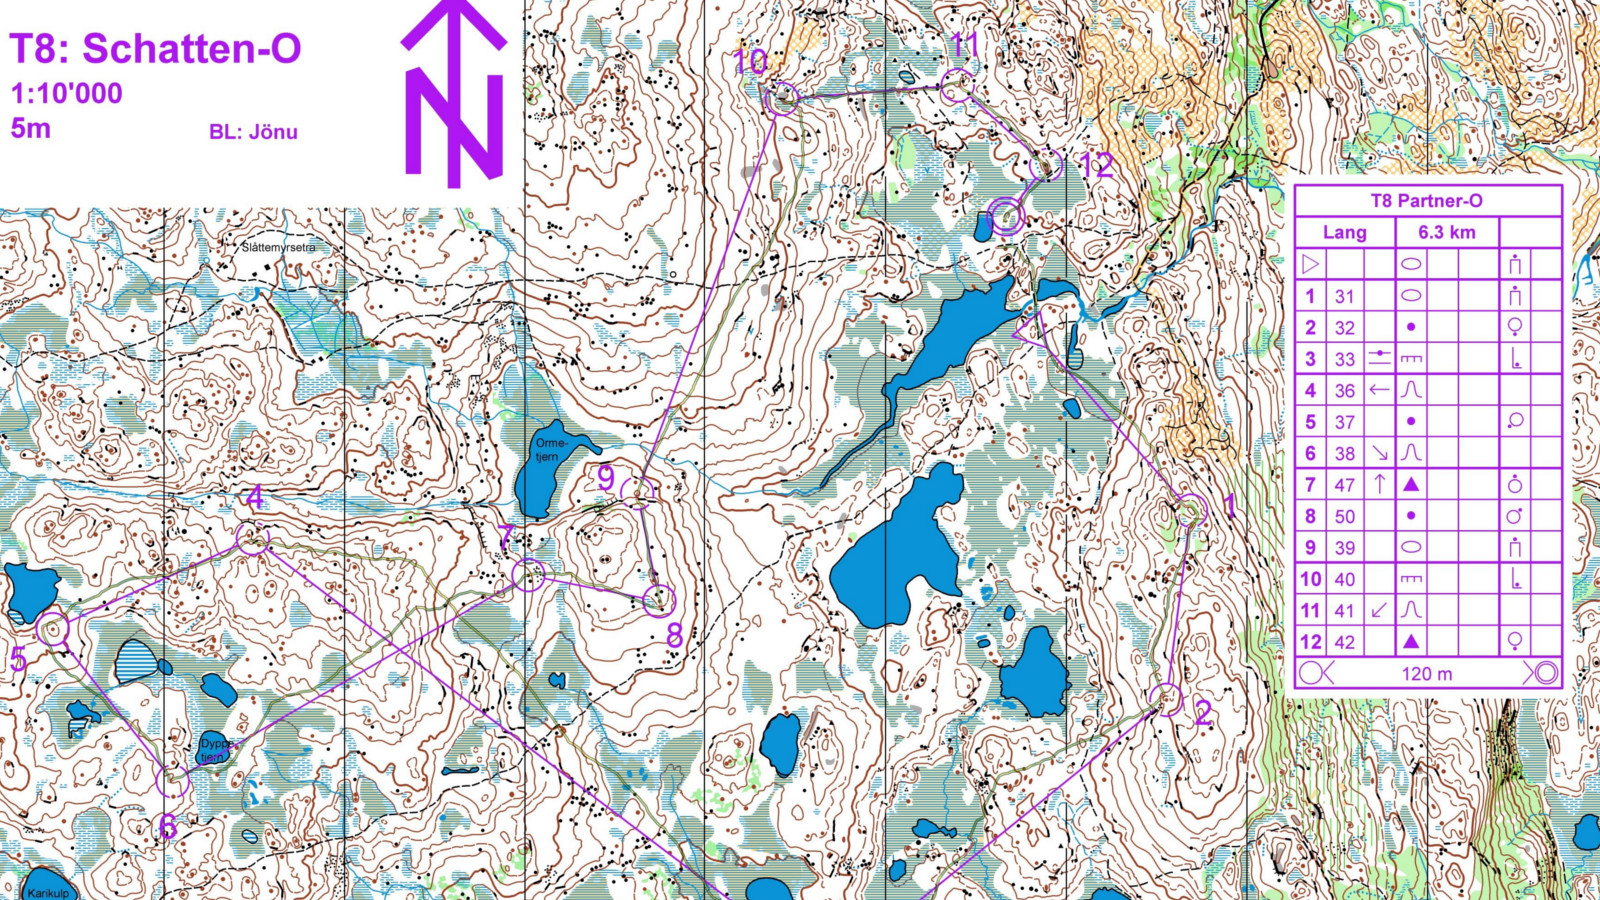 T8: Schatten-O
1:10'000
5m
BL: Jönu
N
Slåttemyrsetra
Orme-
tjern
Dyppe
tjern
Karikulp
10
11
12
9
4
1
7
8
5
2
6
T8 Partner-O
Lang 6.3 km
1 31
2 32
3 33
4 36
5 37
6 38
7 47
8 50
9 39
10 40
11 41
12 42
120 m